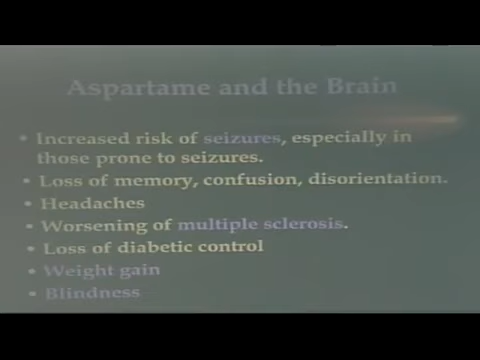 Aspartame and the Brain
• Increased risk of seizures, especially in
those prone to seizures.
• Loss of memory, confusion, disorientation.
• Headaches
• Worsening of multiple sclerosis.
• Loss of diabetic control
• Weight gain
• Blindness